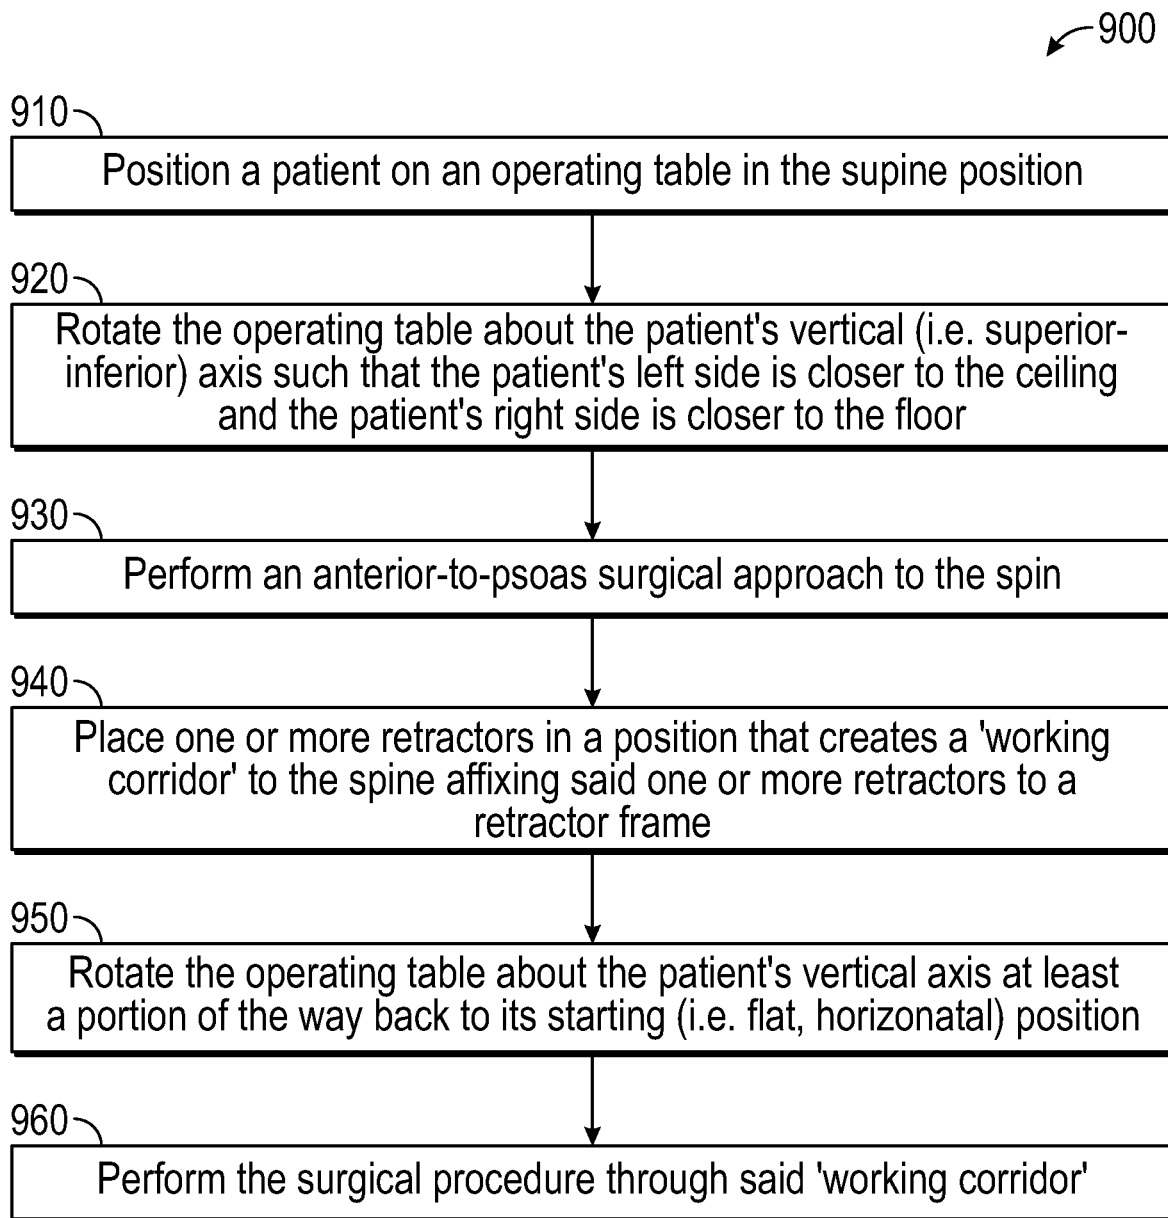 900
910
Position a patient on an operating table in the supine position
920
Rotate the operating table about the patient's vertical (i.e. superior-
inferior) axis such that the patient's left side is closer to the ceiling
and the patient's right side is closer to the floor
930
Perform an anterior-to-psoas surgical approach to the spin
940
Place one or more retractors in a position that creates a 'working
corridor' to the spine affixing said one or more retractors to a
retractor frame
950
Rotate the operating table about the patient's vertical axis at least
a portion of the way back to its starting (i.e. flat, horizonatal) position
960
Perform the surgical procedure through said 'working corridor'